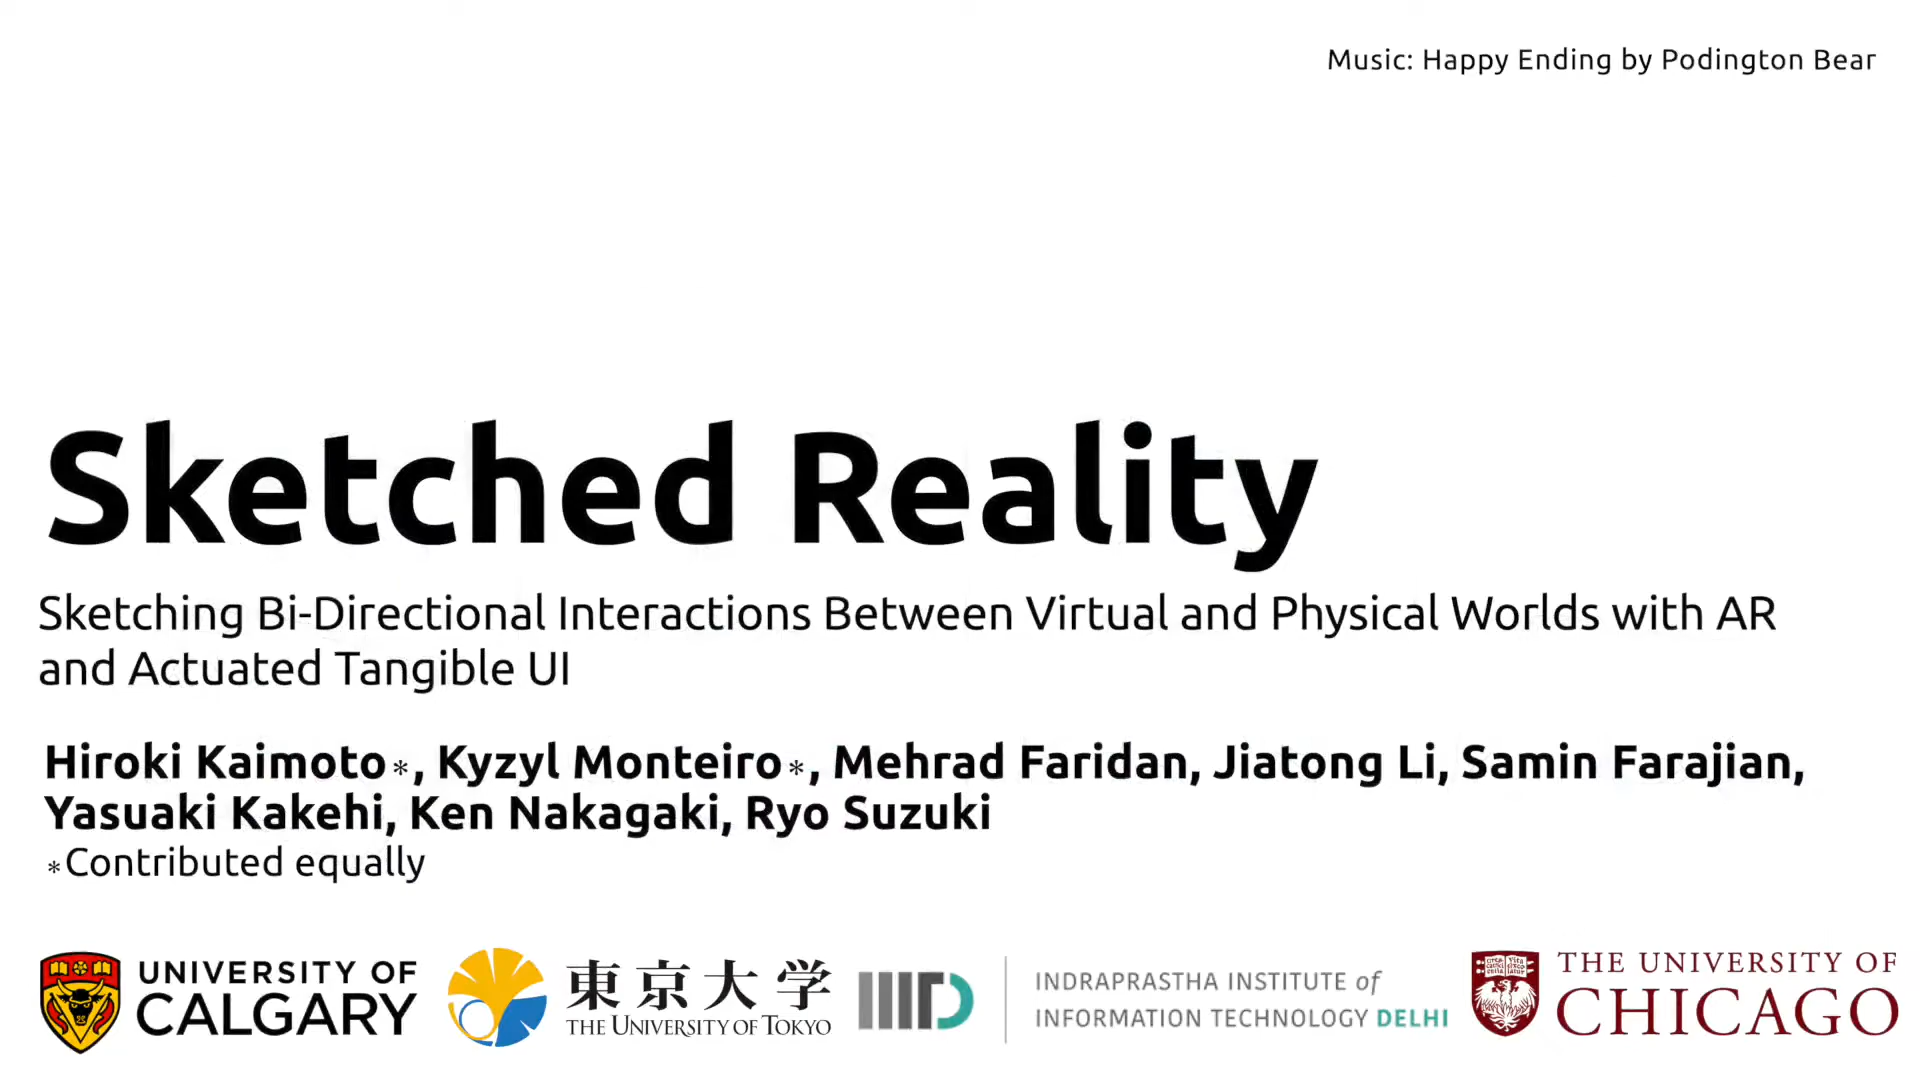 Music: Happy Ending by Podington Bear
Sketched Reality
Sketching Bi-Directional Interactions Between Virtual and Physical Worlds with AR
and Actuated Tangible UI
Hiroki Kaimoto*, Kyzyl Monteiro*, Mehrad Faridan, Jiatong Li, Samin Farajian,
Yasuaki Kakehi, Ken Nakagaki, Ryo Suzuki
*Contributed equally
UNIVERSITY OF
CALGARY
東京大学
THE UNIVERSITY OF TOKYO
IIITD
INDRAPRASTHA INSTITUTE of
INFORMATION TECHNOLOGY DELHI
THE UNIVERSITY OF
CHICAGO